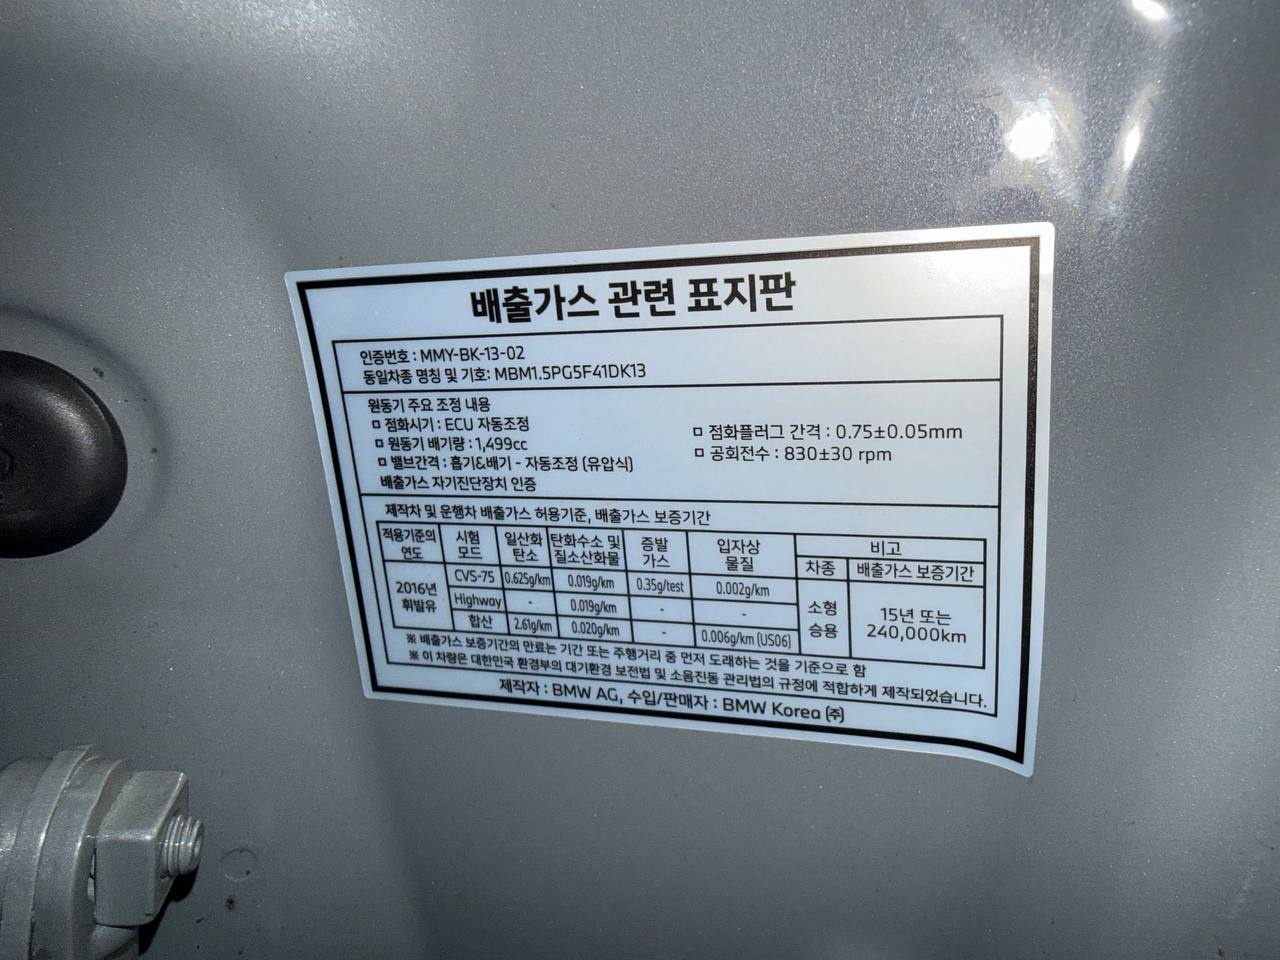 배출가스 관련 표지판
인증번호 : MMY-BK-13-02
동일차종 명칭 및 기호: MBM1.5PG5F41DK13
원동기 주요 조정 내용
점화시기 : ECU 자동조정
원동기 배기량 : 1,499cc
밸브간격 : 흡기&배기 - 자동조정 (유압식)
배출가스 자기진단장치 인증
점화플러그 간격 : 0.75±0.05mm
공회전수 : 830±30 rpm
제작차 및 운행차 배출가스 허용기준, 배출가스 보증기간
적용기준의 연도 시험 모드 일산화 탄소 탄화수소 및 질소산화물 증발 가스 입자상 물질 비고
차종 배출가스 보증기간
2016년 휘발유 CVS-75 0.625g/km 0.019g/km 0.35g/test 0.002g/km 소형 승용 15년 또는 240,000km
Highway - 0.019g/km - -
합산 2.61g/km 0.020g/km - 0.006g/km (US06)
※ 배출가스 보증기간의 만료는 기간 또는 주행거리 중 먼저 도래하는 것을 기준으로 함
※ 이 차량은 대한민국 환경부의 대기환경 보전법 및 소음진동 관리법의 규정에 적합하게 제작되었습니다.
제작자 : BMW AG, 수입/판매자 : BMW Korea ㈜